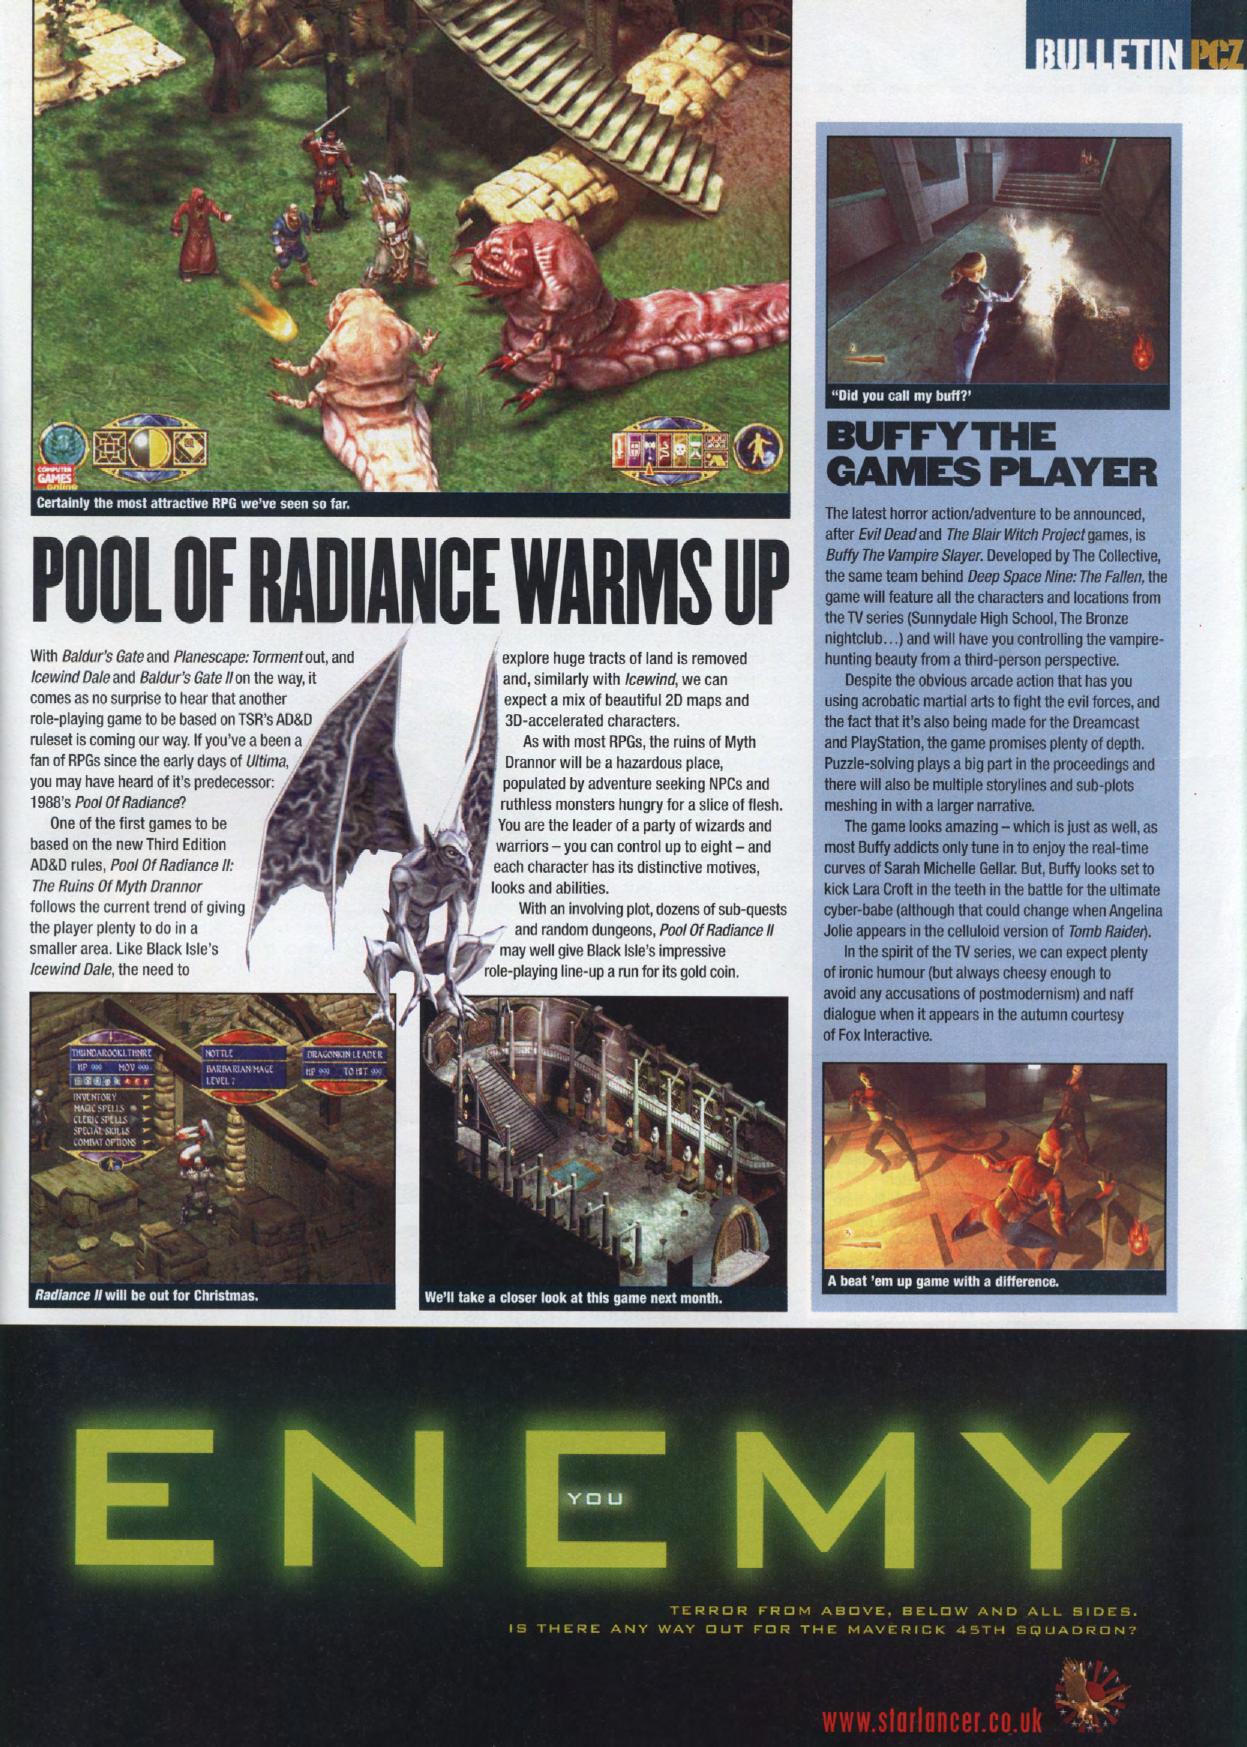 BULLETIN PCZ
COMPUTER
GAMES
online
Certainly the most attractive RPG we've seen so far.
POOL OF RADIANCE WARMS UP
With Baldur's Gate and Planescape: Torment out, and
Icewind Dale and Baldur's Gate II on the way, it
comes as no surprise to hear that another
role-playing game to be based on TSR's AD&D
ruleset is coming our way. If you've a been a
fan of RPGs since the early days of Ultima,
you may have heard of it's predecessor:
1988's Pool Of Radiance?
One of the first games to be
based on the new Third Edition
AD&D rules, Pool Of Radiance II:
The Ruins Of Myth Drannor
follows the current trend of giving
the player plenty to do in a
smaller area. Like Black Isle's
Icewind Dale, the need to
explore huge tracts of land is removed
and, similarly with Icewind, we can
expect a mix of beautiful 2D maps and
3D-accelerated characters.
As with most RPGs, the ruins of Myth
Drannor will be a hazardous place,
populated by adventure seeking NPCs and
ruthless monsters hungry for a slice of flesh.
You are the leader of a party of wizards and
warriors – you can control up to eight – and
each character has its distinctive motives,
looks and abilities.
With an involving plot, dozens of sub-quests
and random dungeons, Pool Of Radiance II
may well give Black Isle's impressive
role-playing line-up a run for its gold coin.
HP 999 MOV 999
INVENTORY
MAGIC SPELLS
CLERIC SPELLS
SPECIAL SKILLS
COMBAT OPTIONS
NOTTLE
BARBARIAN/MAGE
LEVEL 7
DRAGONKIN LEADER
HP 999 TO HIT 999
Radiance II will be out for Christmas.
We'll take a closer look at this game next month.
"Did you call my buff?'
BUFFY THE
GAMES PLAYER
The latest horror action/adventure to be announced,
after Evil Dead and The Blair Witch Project games, is
Buffy The Vampire Slayer. Developed by The Collective,
the same team behind Deep Space Nine: The Fallen, the
game will feature all the characters and locations from
the TV series (Sunnydale High School, The Bronze
nightclub...) and will have you controlling the vampire-
hunting beauty from a third-person perspective.
Despite the obvious arcade action that has you
using acrobatic martial arts to fight the evil forces, and
the fact that it's also being made for the Dreamcast
and PlayStation, the game promises plenty of depth.
Puzzle-solving plays a big part in the proceedings and
there will also be multiple storylines and sub-plots
meshing in with a larger narrative.
The game looks amazing – which is just as well, as
most Buffy addicts only tune in to enjoy the real-time
curves of Sarah Michelle Gellar. But, Buffy looks set to
kick Lara Croft in the teeth in the battle for the ultimate
cyber-babe (although that could change when Angelina
Jolie appears in the celluloid version of Tomb Raider).
In the spirit of the TV series, we can expect plenty
of ironic humour (but always cheesy enough to
avoid any accusations of postmodernism) and naff
dialogue when it appears in the autumn courtesy
of Fox Interactive.
A beat 'em up game with a difference.
ENEMY
YOU
TERROR FROM ABOVE, BELOW AND ALL SIDES.
IS THERE ANY WAY OUT FOR THE MAVERICK 45TH SQUADRON?
www.starlancer.co.uk